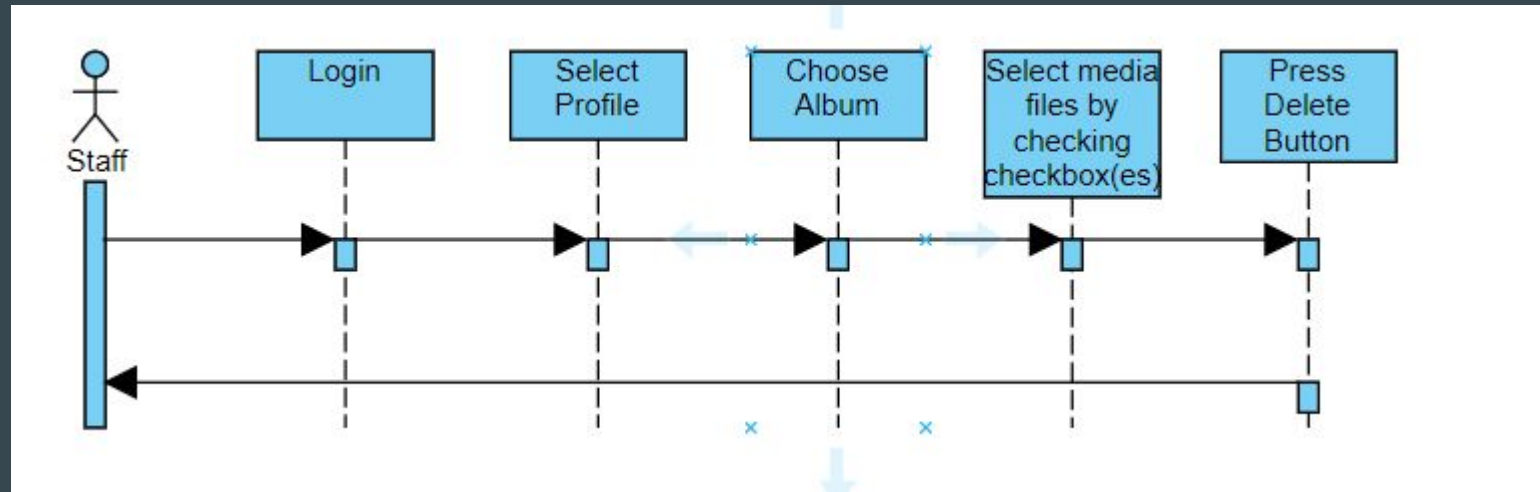 Staff
Login
Select
Profile
Choose
Album
Select media
files by
checking
checkbox(es)
Press
Delete
Button